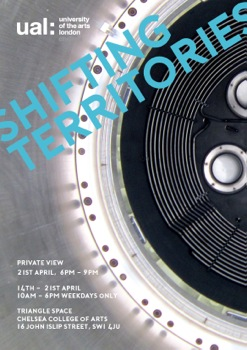 ual:
university
of the arts
london
SHIFTING
TERRITORIES
PRIVATE VIEW
21ST APRIL, 6PM – 9PM
14TH – 21ST APRIL
10AM – 6PM WEEKDAYS ONLY
TRIANGLE SPACE
CHELSEA COLLEGE OF ARTS
16 JOHN ISLIP STREET, SW1 4JU